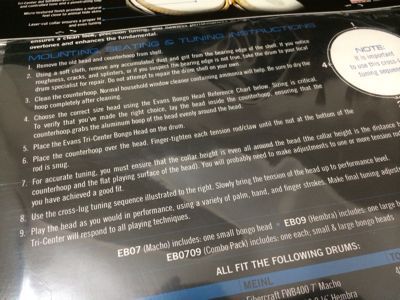 ensures a clean look, overtones and enhances the fundamental.
MOUNTING, SEATING & TUNING INSTRUCTIONS
1. Remove the old head and counterhoop from shell.
2. Using a soft cloth, remove any accumulated dust and grit from the bearing edge of the shell. If you notice
roughness, cracks, and splinters, or if you suspect the bearing edge is not true, take the drum to your local
drum specialist for repair. Do not attempt to repair the drum shell on your own.
3. Clean the counterhoop. Normal household window cleaner containing ammonia will help. Be sure to dry the
hoop completely after cleaning.
4. Choose the correct size head using the Evans Bongo Head Reference Chart below. Sizing is critical.
To verify that you've made the right choice, lay the head inside the counterhoop, ensuring that the
counterhoop grabs the aluminum hoop of the head evenly around the head.
5. Place the Evans Tri-Center Bongo Head on the drum.
6. Place the counterhoop over the head. Finger-tighten each tension rod/claw until the nut at the bottom of the
rod is snug.
7. For accurate tuning, you must ensure that the collar height is even all around the head (the collar height is the distance b
counterhoop and the flat playing surface of the head). You will probably need to make adjustments to one or more tension rod
you have achieved a good fit.
8. Use the cross-lug tuning sequence illustrated to the right. Slowly bring the tension of the head up to performance level.
9. Play the head as you would in performance, using a variety of palm, hand, and finger strokes. Make final tuning adjust
Tri-Center will respond to all playing techniques.
EB07 (Macho) includes: one small bongo head • EB09 (Hembra) includes: one large b
EB0709 (Combo Pack) includes: one each; small & large bongo heads
ALL FIT THE FOLLOWING DRUMS:
MEINL
Fibercraft FWB400 7" Macho
Hembra
NOTE:
It is important
to use this cross-l
tuning sequenc